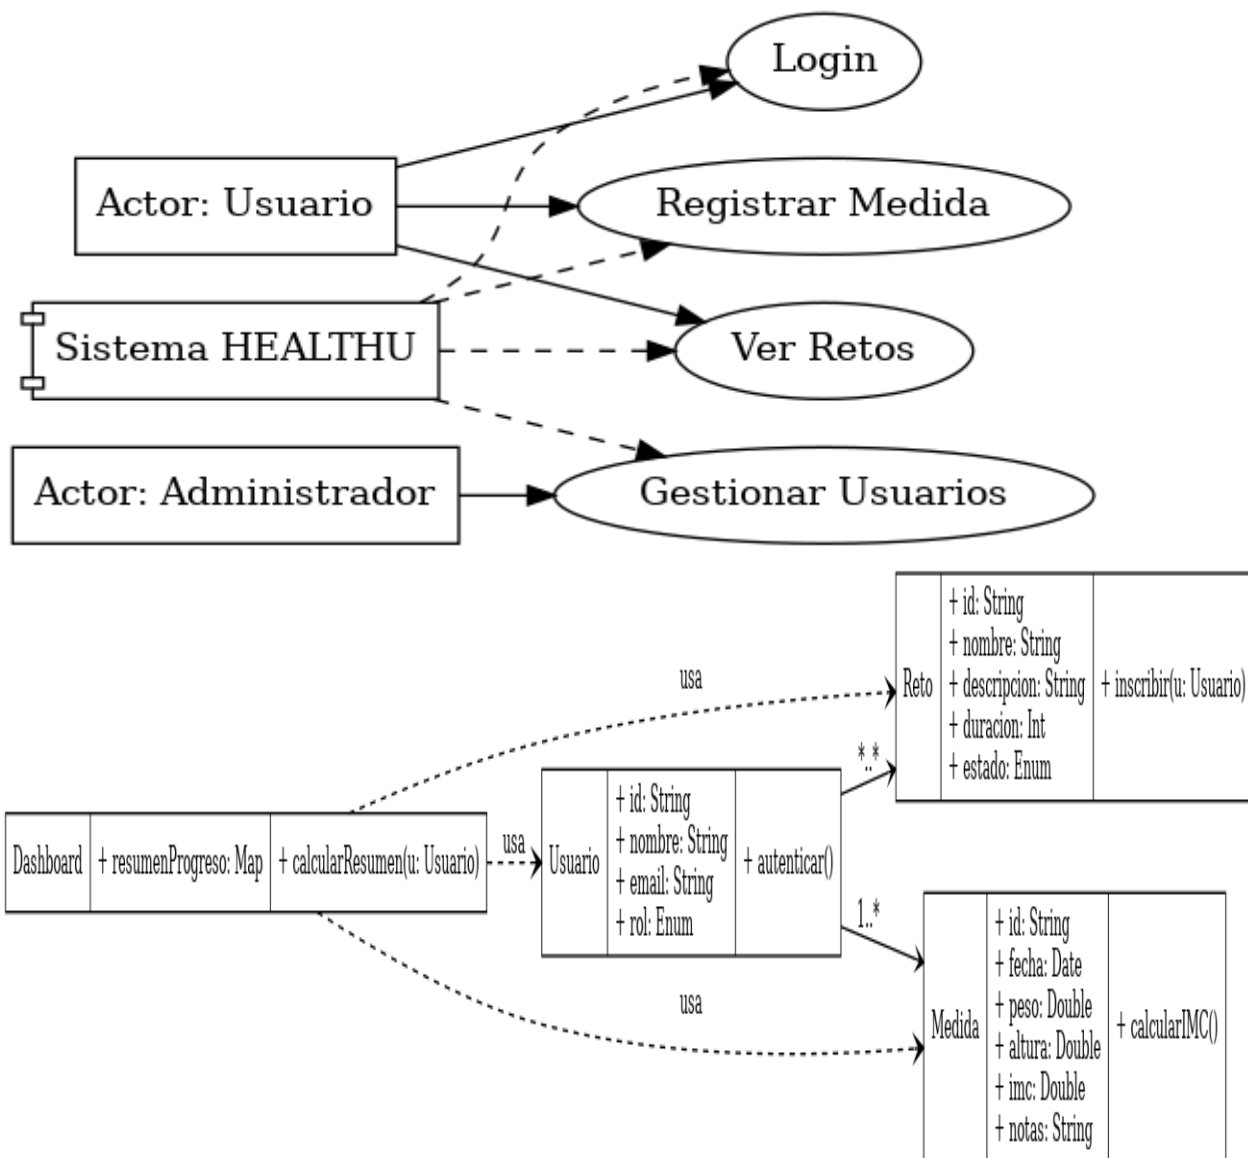 Login
Actor: Usuario
Registrar Medida
Sistema HEALTHU
Ver Retos
Actor: Administrador
Gestionar Usuarios
Reto
+ id: String
+ nombre: String
+ descripcion: String
+ duracion: Int
+ estado: Enum
+ inscribir(u: Usuario)
usa
*..*
Dashboard
+ resumenProgreso: Map
+ calcularResumen(u: Usuario)
usa
Usuario
+ id: String
+ nombre: String
+ email: String
+ rol: Enum
+ autenticar()
1..*
usa
Medida
+ id: String
+ fecha: Date
+ peso: Double
+ altura: Double
+ imc: Double
+ notas: String
+ calcularIMC()